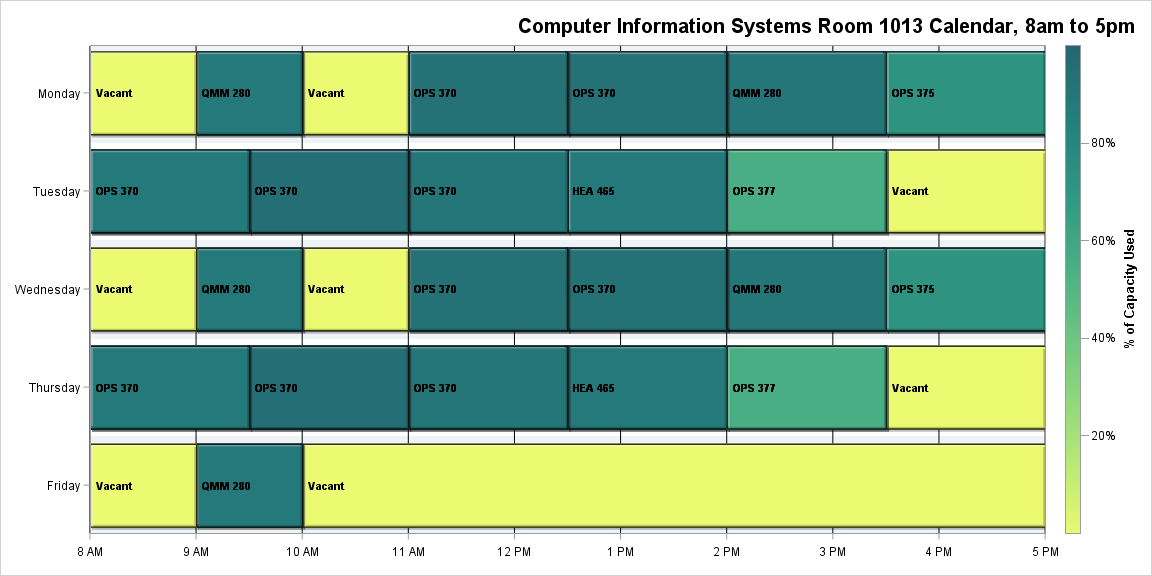 Computer Information Systems Room 1013 Calendar, 8am to 5pm
Monday
Vacant
QMM 280
Vacant
OPS 370
OPS 370
QMM 280
OPS 375
Tuesday
OPS 370
OPS 370
OPS 370
HEA 465
OPS 377
Vacant
Wednesday
Vacant
QMM 280
Vacant
OPS 370
OPS 370
QMM 280
OPS 375
Thursday
OPS 370
OPS 370
OPS 370
HEA 465
OPS 377
Vacant
Friday
Vacant
QMM 280
Vacant
8 AM
9 AM
10 AM
11 AM
12 PM
1 PM
2 PM
3 PM
4 PM
5 PM
80%
60%
40%
20%
% of Capacity Used